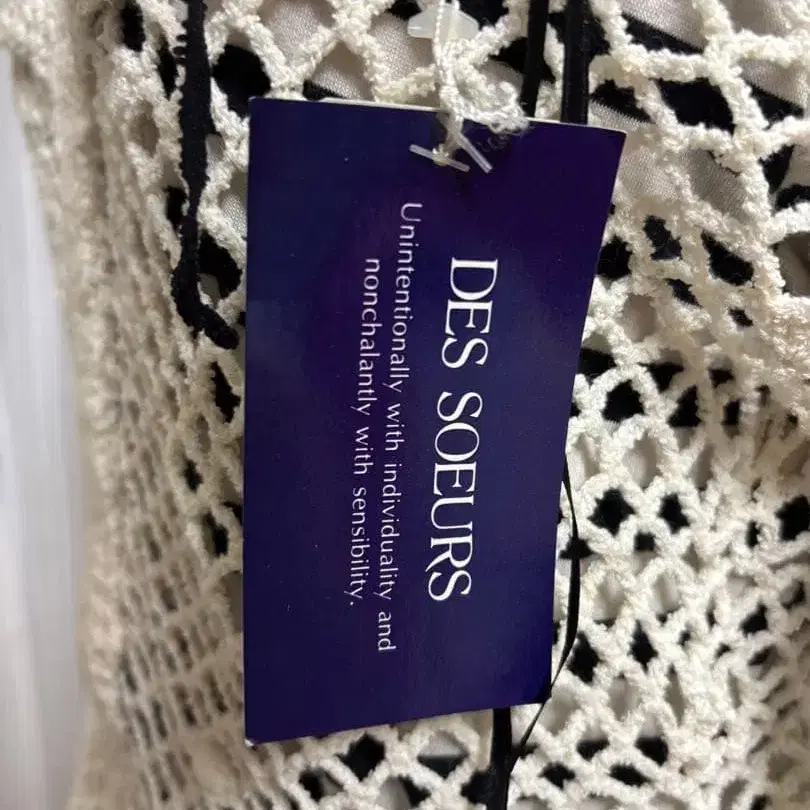 DES SOEURS
Unintentionally with individuality and
nonchalantly with sensibility.